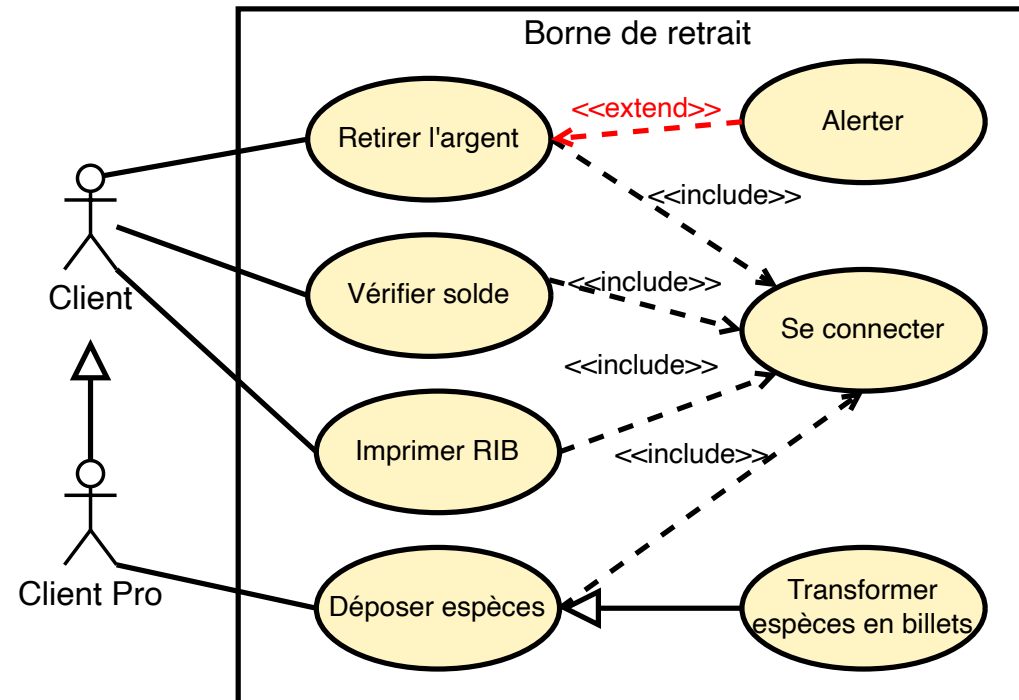 Borne de retrait
Retirer l'argent
<<extend>>
Alerter
<<include>>
Client
Vérifier solde
<<include>>
Se connecter
<<include>>
Imprimer RIB
<<include>>
Client Pro
Déposer espèces
Transformer
espèces en billets